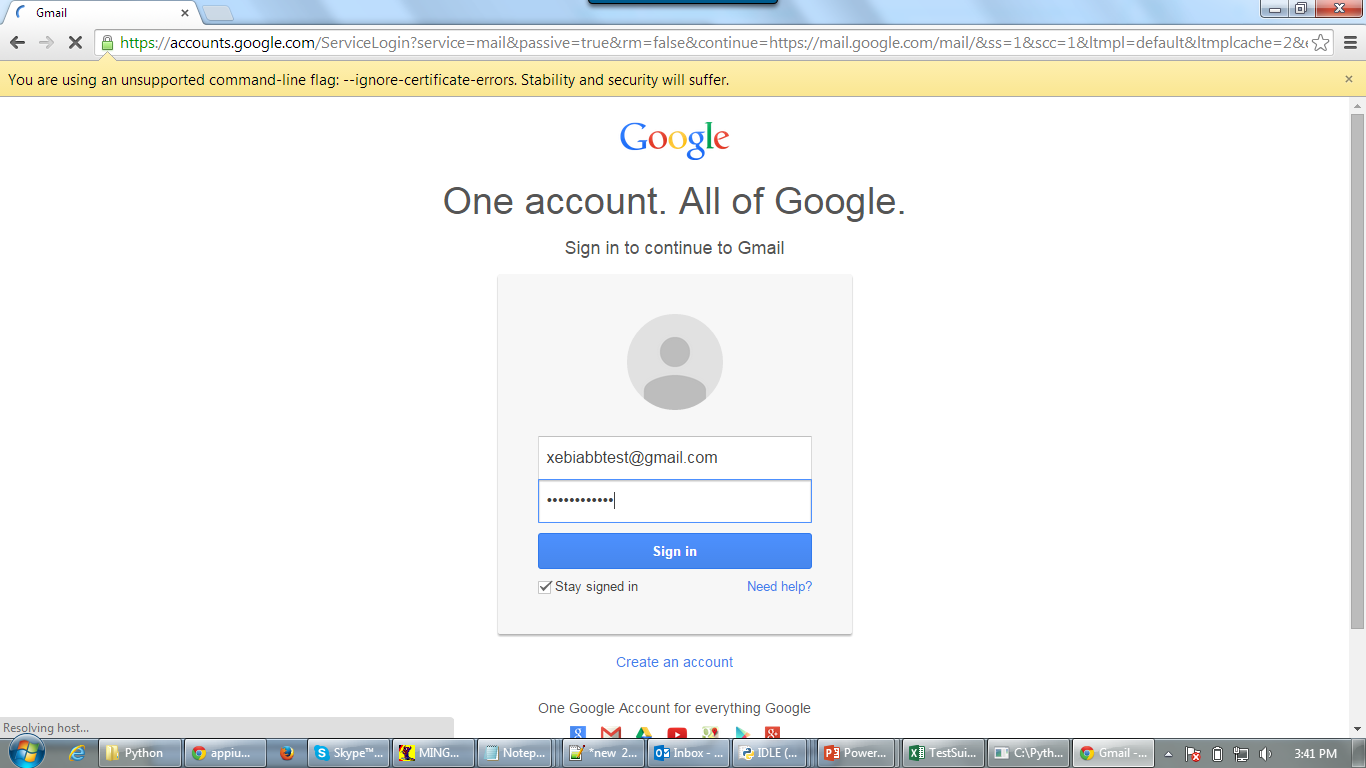 Gmail
https://accounts.google.com/ServiceLogin?service=mail&passive=true&rm=false&continue=https://mail.google.com/mail/&ss=1&scc=1&ltmpl=default&ltmplcache=2&
You are using an unsupported command-line flag: --ignore-certificate-errors. Stability and security will suffer.
Google
One account. All of Google.
Sign in to continue to Gmail
xebiabbtest@gmail.com
••••••••••••
Sign in
Stay signed in
Need help?
Create an account
One Google Account for everything Google
Resolving host...
Python
appiu...
Skype™...
MING...
Notep...
*new 2...
Inbox - ...
IDLE (...
Power...
TestSui...
C:\Pyth...
Gmail -...
3:41 PM